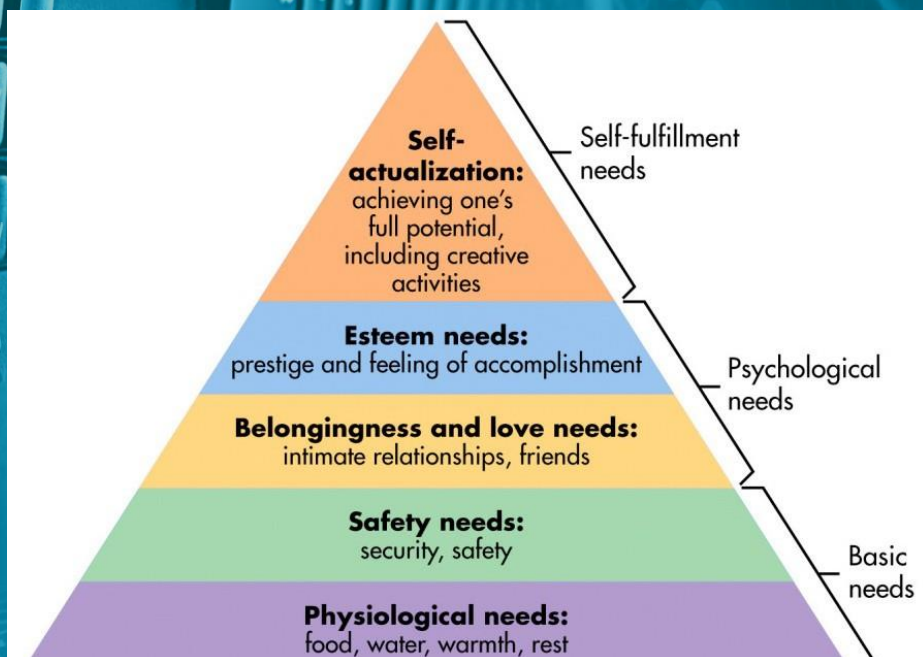 Self-
actualization:
achieving one's
full potential,
including creative
activities
Self-fulfillment
needs
Esteem needs:
prestige and feeling of accomplishment
Psychological
needs
Belongingness and love needs:
intimate relationships, friends
Safety needs:
security, safety
Basic
needs
Physiological needs:
food, water, warmth, rest